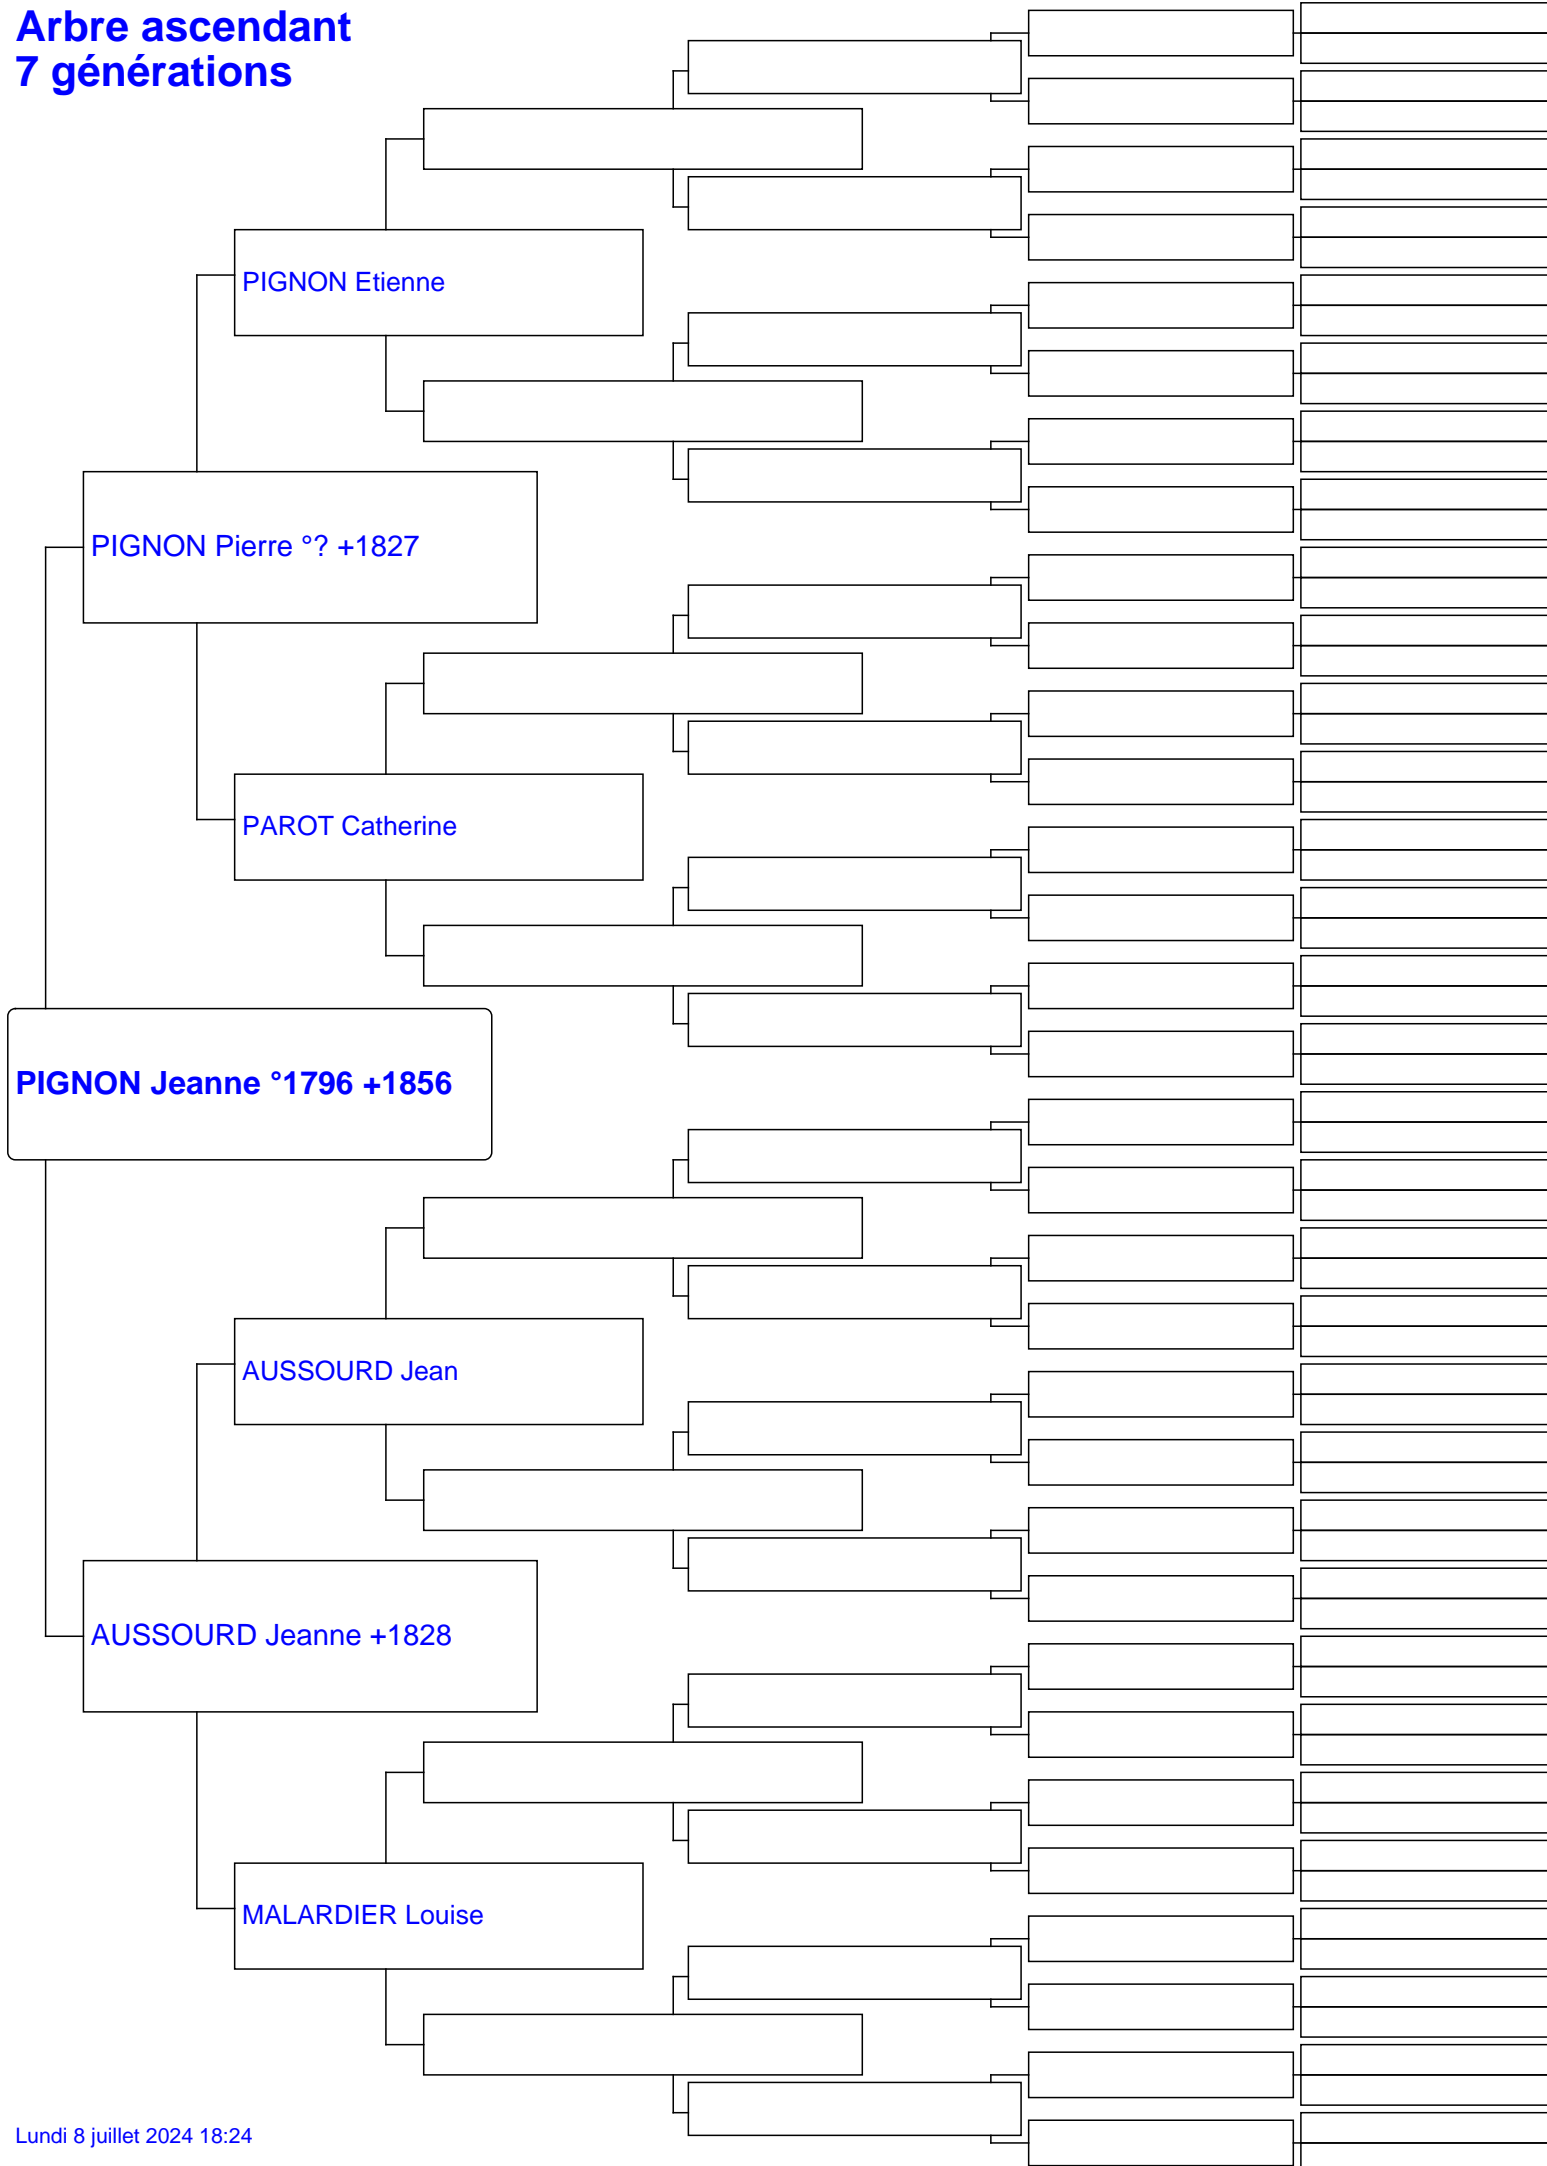 Arbre ascendant
7 générations
PIGNON Etienne
PIGNON Pierre °? +1827
PAROT Catherine
PIGNON Jeanne °1796 +1856
AUSSOURD Jean
AUSSOURD Jeanne +1828
MALARDIER Louise
Lundi 8 juillet 2024 18:24